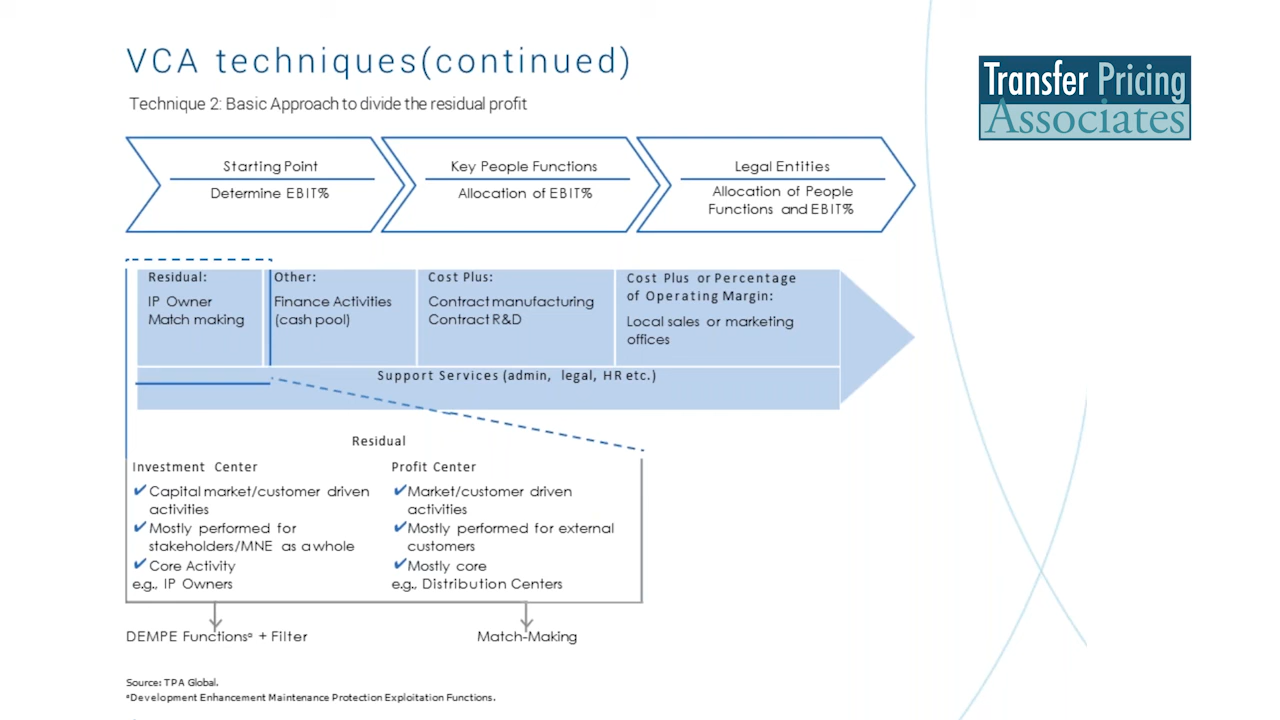 VCA techniques(continued)
Transfer Pricing
Associates
Technique 2: Basic Approach to divide the residual profit
Starting Point
Determine EBIT%
Key People Functions
Allocation of EBIT%
Legal Entities
Allocation of People
Functions and EBIT%
Residual:
IP Owner
Match making
Other:
Finance Activities
(cash pool)
Cost Plus:
Contract manufacturing
Contract R&D
Cost Plus or Percentage
of Operating Margin:
Local sales or marketing
offices
Support Services (admin, legal, HR etc.)
Residual
Investment Center
✔Capital market/customer driven
activities
✔Mostly performed for
stakeholders/MNE as a whole
✔Core Activity
e.g., IP Owners
Profit Center
✔Market/customer driven
activities
✔Mostly performed for external
customers
✔Mostly core
e.g., Distribution Centers
DEMPE Functionsᵃ + Filter
Match-Making
Source: TPA Global.
ᵃDevelopment Enhancement Maintenance Protection Exploitation Functions.